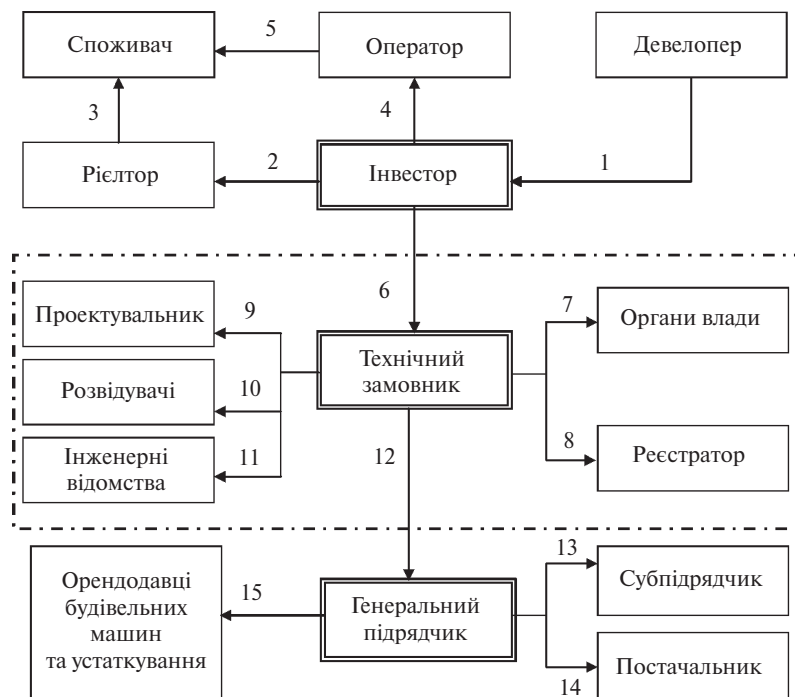 Споживач
5
Оператор
Девелопер
3
4
Рієлтор
2
Інвестор
1
6
Проектувальник
9
7
Органи влади
Технічний
замовник
Розвідувачі
10
Інженерні
відомства
11
12
8
Реєстратор
Орендодавці
будівельних
машин
та устаткування
15
Генеральний
підрядчик
13
Субпідрядчик
14
Постачальник